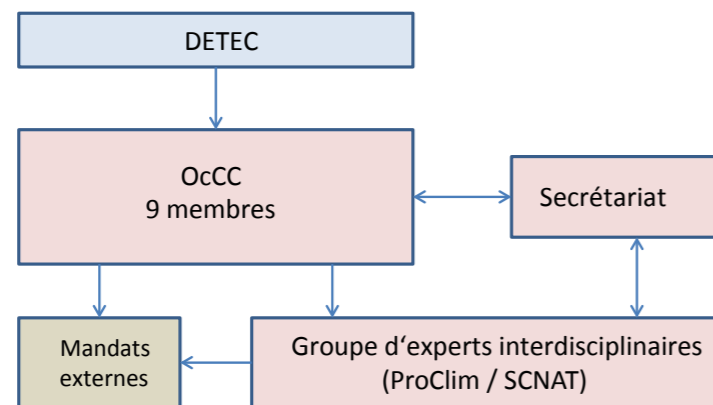 DETEC
OcCC
9 membres
Secrétariat
Mandats
externes
Groupe d‘experts interdisciplinaires
(ProClim / SCNAT)